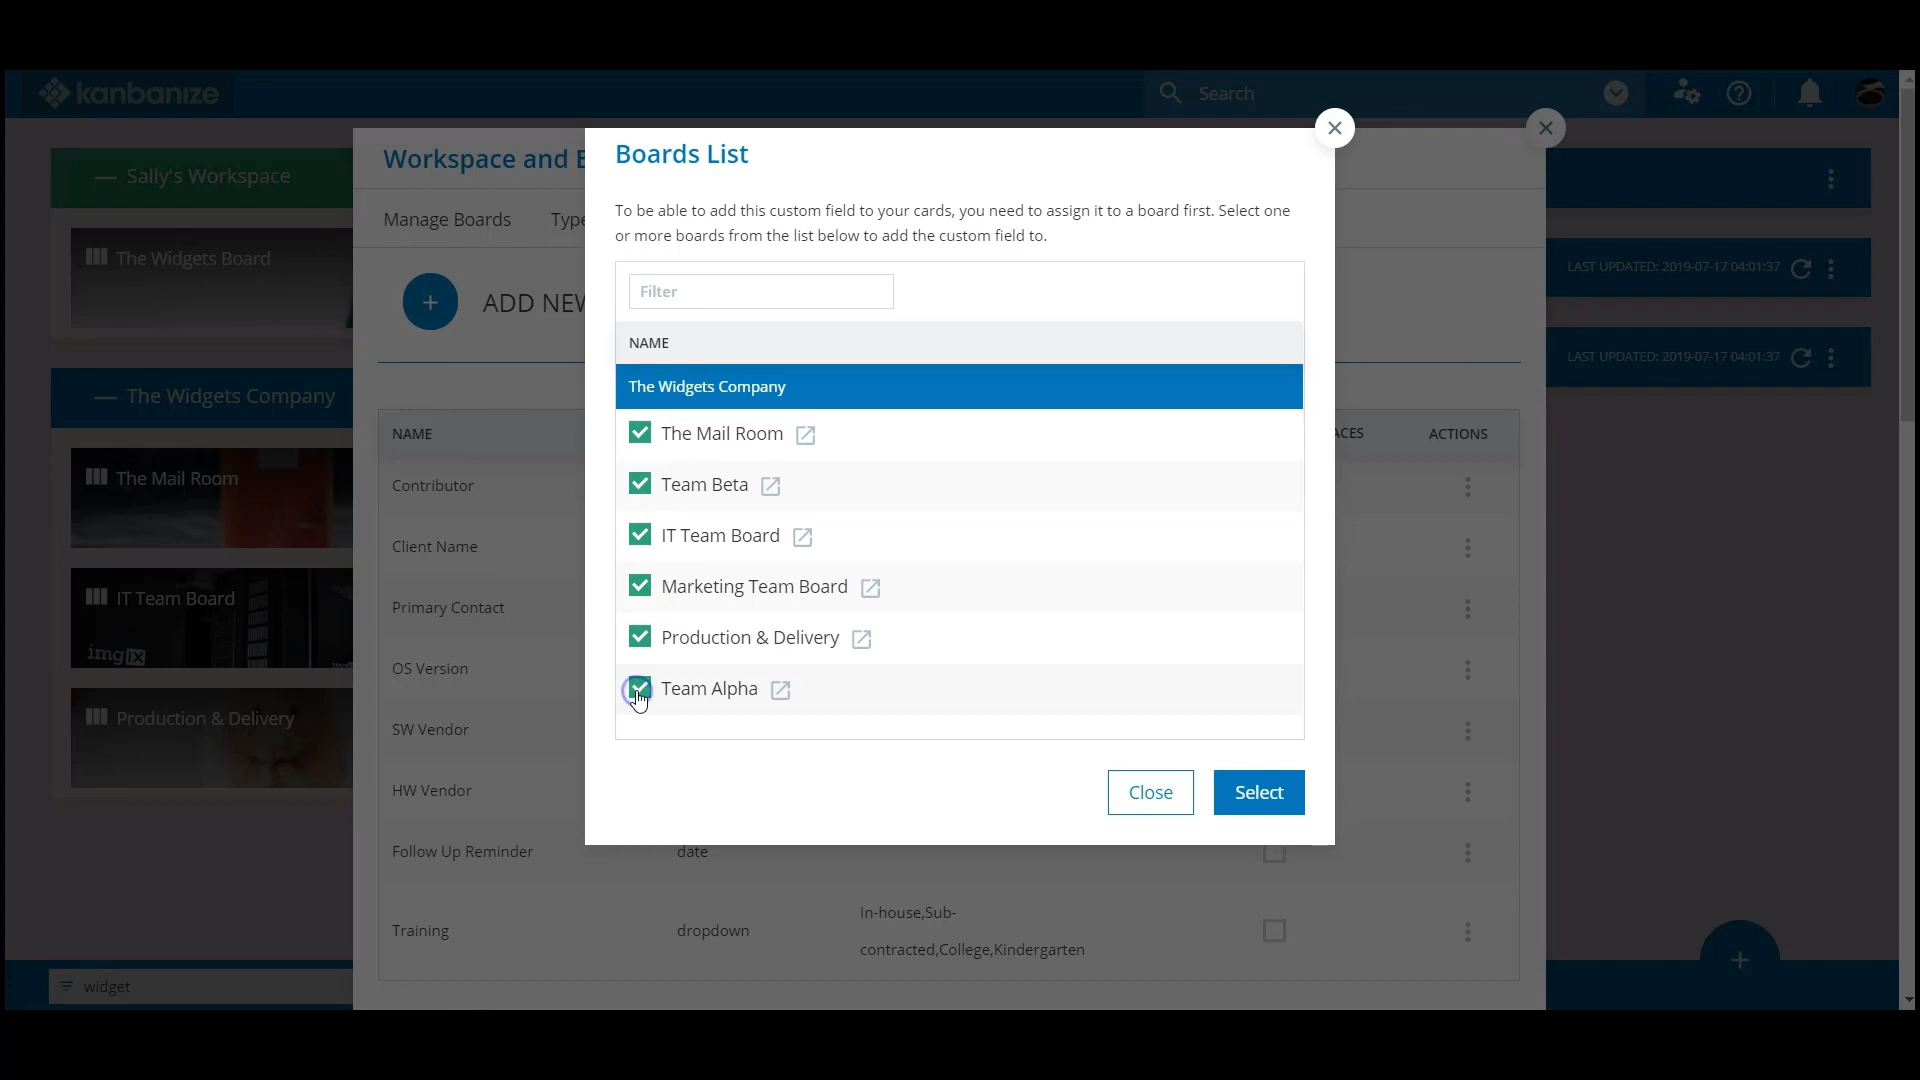 kanbanize
Search
Sally's Workspace
The Widgets Board
The Widgets Company
The Mail Room
IT Team Board
imgix
Production & Delivery
widget
Workspace and B
Manage Boards
Type
ADD NEW
NAME
ACES
ACTIONS
Contributor
Client Name
Primary Contact
OS Version
SW Vendor
HW Vendor
Follow Up Reminder
date
Training
dropdown
In-house,Sub-
contracted,College,Kindergarten
Boards List
To be able to add this custom field to your cards, you need to assign it to a board first. Select one
or more boards from the list below to add the custom field to.
Filter
NAME
The Widgets Company
The Mail Room
Team Beta
IT Team Board
Marketing Team Board
Production & Delivery
Team Alpha
Close
Select
LAST UPDATED: 2019-07-17 04:01:37
LAST UPDATED: 2019-07-17 04:01:37